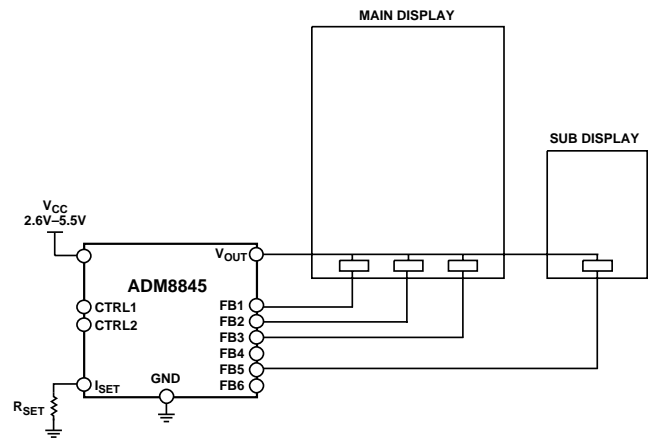 MAIN DISPLAY
SUB DISPLAY
VCC
2.6V–5.5V
VOUT
ADM8845
CTRL1
CTRL2
FB1
FB2
FB3
FB4
FB5
FB6
ISET
GND
RSET